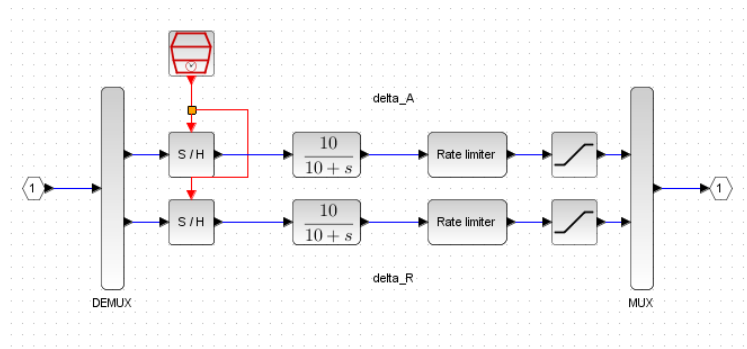 delta_A
S / H
10
10 + s
Rate limiter
1
1
S / H
10
10 + s
Rate limiter
delta_R
DEMUX
MUX